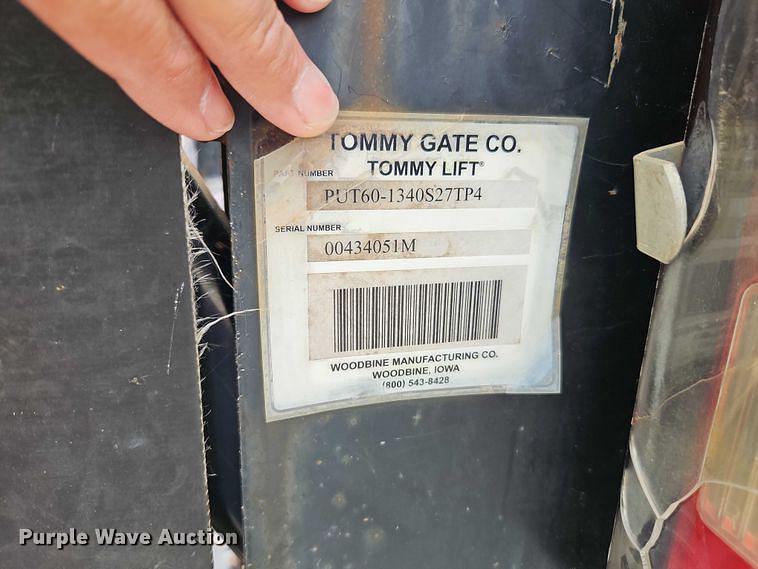 TOMMY GATE CO.
TOMMY LIFT®
PART NUMBER
PUT60-1340S27TP4
SERIAL NUMBER
00434051M
WOODBINE MANUFACTURING CO.
WOODBINE, IOWA
(800) 543-8428
Purple Wave Auction